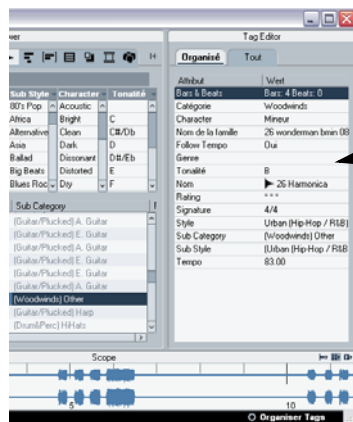 wer
Tag Editor
Organisé Tout
Sub Style Character Tonalité
80's Pop Acoustic
Africa Bright C
Alternative Clean C#/Db
Asia Dark D
Ballad Dissonant D#/Eb
Big Beats Distorted E
Blues Roc Dry F
Sub Category
(Guitar/Plucked) A. Guitar
(Guitar/Plucked) E. Guitar
(Guitar/Plucked) A. Guitar
(Guitar/Plucked) E. Guitar
(Guitar/Plucked) A. Guitar
(Woodwinds) Other
(Guitar/Plucked) Harp
(Drum&Perc) HiHats
Attribut Wert
Bars & Beats Bars: 4 Beats: 0
Catégorie Woodwinds
Character Mineur
Nom de la famille 26 wonderman bmin 08
Follow Tempo Oui
Genre
Tonalité B
Nom 26 Harmonica
Rating ***
Signature 4/4
Style Urban (Hip-Hop / R&B)
Sub Category (Woodwinds) Other
Sub Style (Urban (Hip-Hop / R&B
Tempo 83.00
Scope
5 10
Organiser Tags